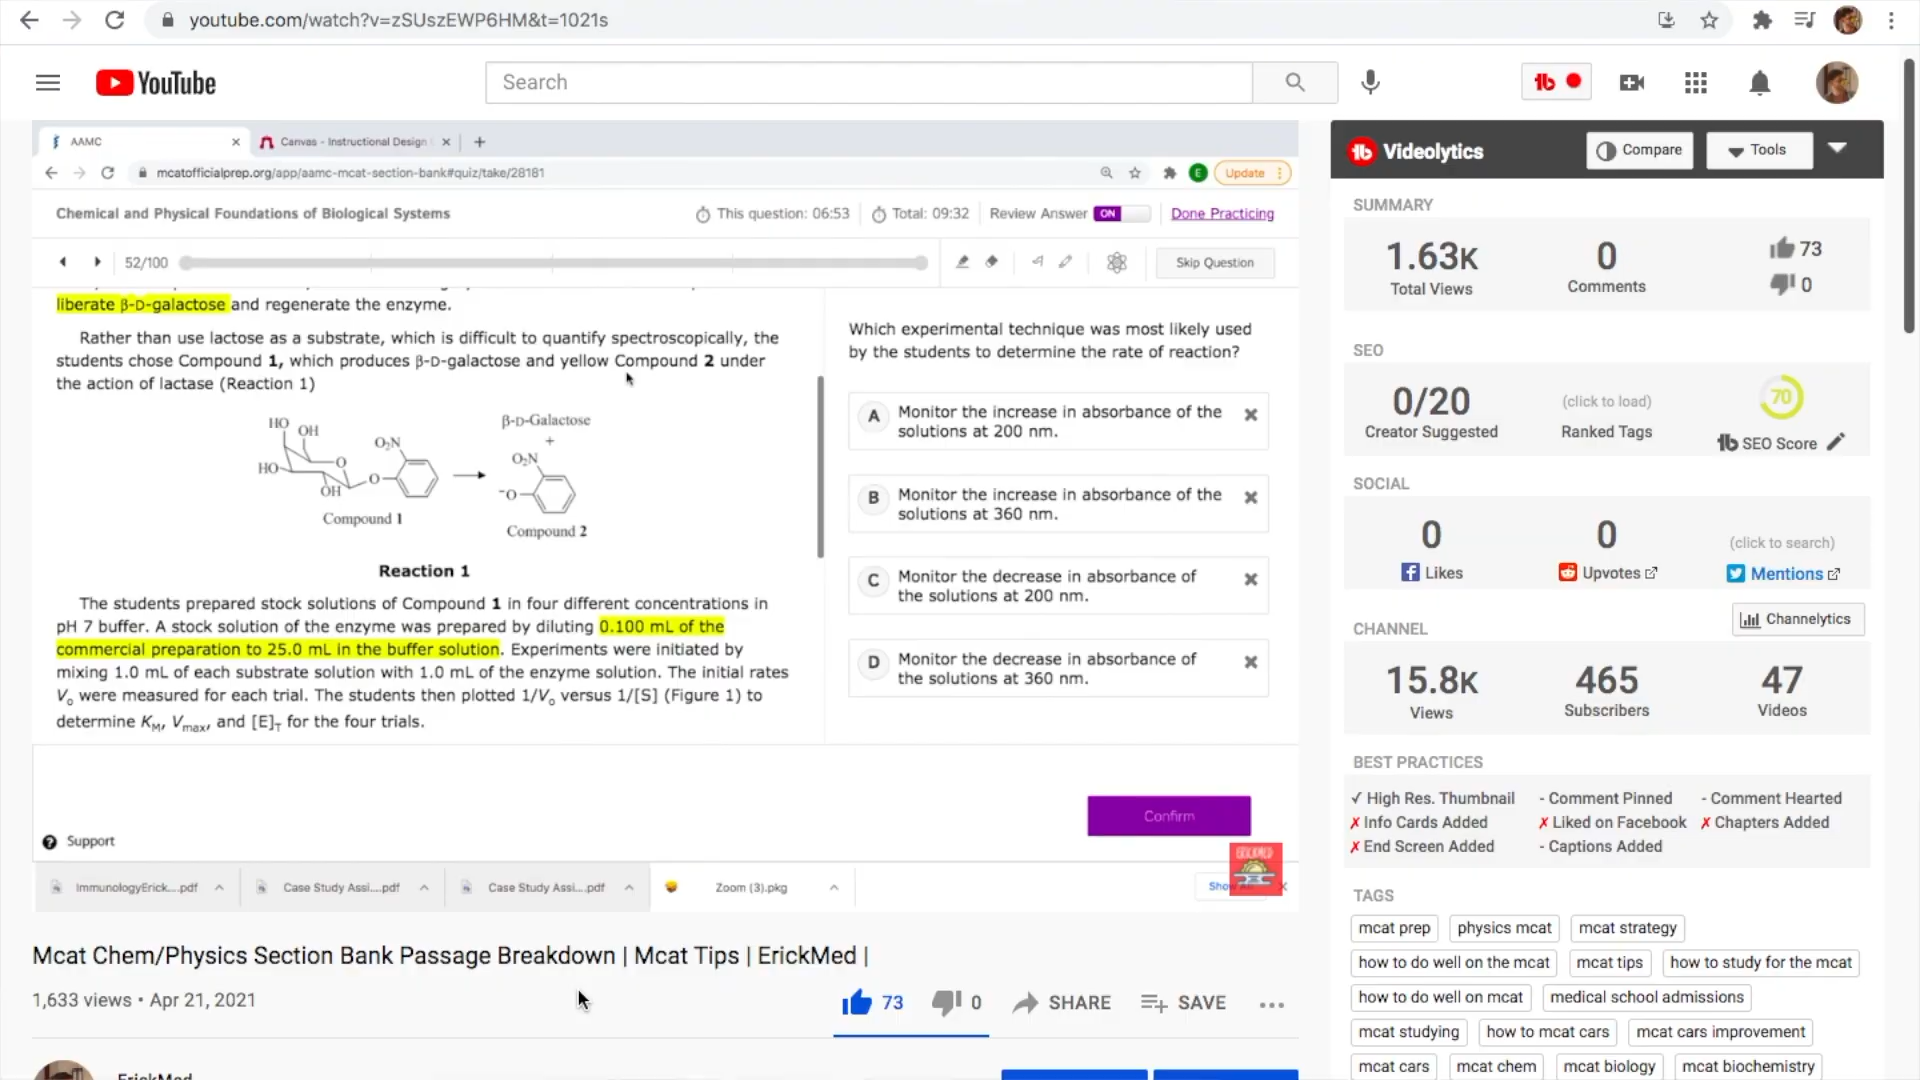 youtube.com/watch?v=zSUszEWP6HM&t=1021s
YouTube
Search
AAMC
Canvas - Instructional Design
mcatofficialprep.org/app/aamc-mcat-section-bank#quiz/take/28181
E
Update
Chemical and Physical Foundations of Biological Systems
This question: 06:53
Total: 09:32
Review Answer ON
Done Practicing
52/100
Skip Question
liberate β-D-galactose and regenerate the enzyme.
Rather than use lactose as a substrate, which is difficult to quantify spectroscopically, the
students chose Compound 1, which produces β-D-galactose and yellow Compound 2 under
the action of lactase (Reaction 1)
HO
OH
HO
O
OH
O
O₂N
Compound 1
β-D-Galactose
+
O₂N
⁻O
Compound 2
Reaction 1
The students prepared stock solutions of Compound 1 in four different concentrations in
pH 7 buffer. A stock solution of the enzyme was prepared by diluting 0.100 mL of the
commercial preparation to 25.0 mL in the buffer solution. Experiments were initiated by
mixing 1.0 mL of each substrate solution with 1.0 mL of the enzyme solution. The initial rates
V₀ were measured for each trial. The students then plotted 1/V₀ versus 1/[S] (Figure 1) to
determine K_M, V_max, and [E]_T for the four trials.
Which experimental technique was most likely used
by the students to determine the rate of reaction?
A Monitor the increase in absorbance of the
solutions at 200 nm.
B Monitor the increase in absorbance of the
solutions at 360 nm.
C Monitor the decrease in absorbance of
the solutions at 200 nm.
D Monitor the decrease in absorbance of
the solutions at 360 nm.
Confirm
Support
ImmunologyErick....pdf
Case Study Assi....pdf
Case Study Assi....pdf
Zoom (3).pkg
Show
ERICKMED
Mcat Chem/Physics Section Bank Passage Breakdown | Mcat Tips | ErickMed |
1,633 views • Apr 21, 2021
73
0
SHARE
SAVE
ErickMed
Videolytics
Compare
Tools
SUMMARY
1.63K
Total Views
0
Comments
73
0
SEO
0/20
Creator Suggested
(click to load)
Ranked Tags
70
SEO Score
SOCIAL
0
Likes
0
Upvotes
(click to search)
Mentions
CHANNEL
Channelytics
15.8K
Views
465
Subscribers
47
Videos
BEST PRACTICES
✓ High Res. Thumbnail
- Comment Pinned
- Comment Hearted
✗ Info Cards Added
✗ Liked on Facebook
✗ Chapters Added
✗ End Screen Added
- Captions Added
TAGS
mcat prep
physics mcat
mcat strategy
how to do well on the mcat
mcat tips
how to study for the mcat
how to do well on mcat
medical school admissions
mcat studying
how to mcat cars
mcat cars improvement
mcat cars
mcat chem
mcat biology
mcat biochemistry